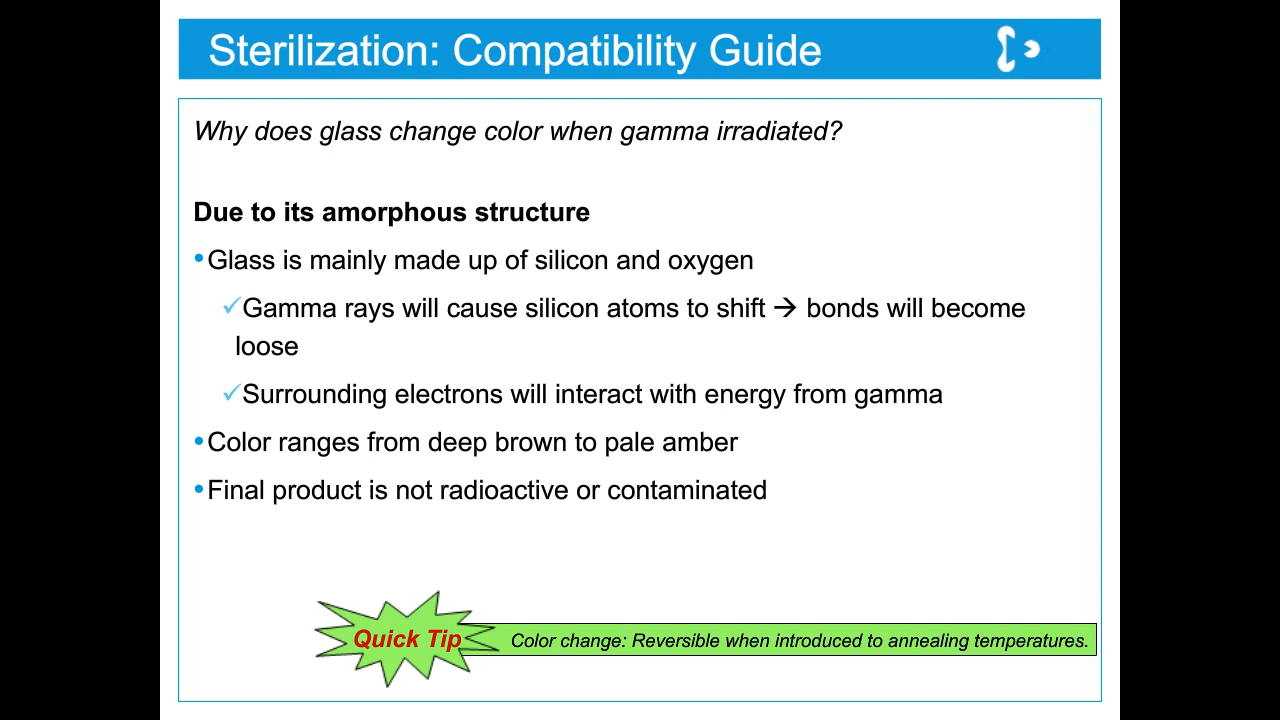 Sterilization: Compatibility Guide
Why does glass change color when gamma irradiated?
Due to its amorphous structure
•Glass is mainly made up of silicon and oxygen
✓Gamma rays will cause silicon atoms to shift → bonds will become
loose
✓Surrounding electrons will interact with energy from gamma
•Color ranges from deep brown to pale amber
•Final product is not radioactive or contaminated
Quick Tip
Color change: Reversible when introduced to annealing temperatures.